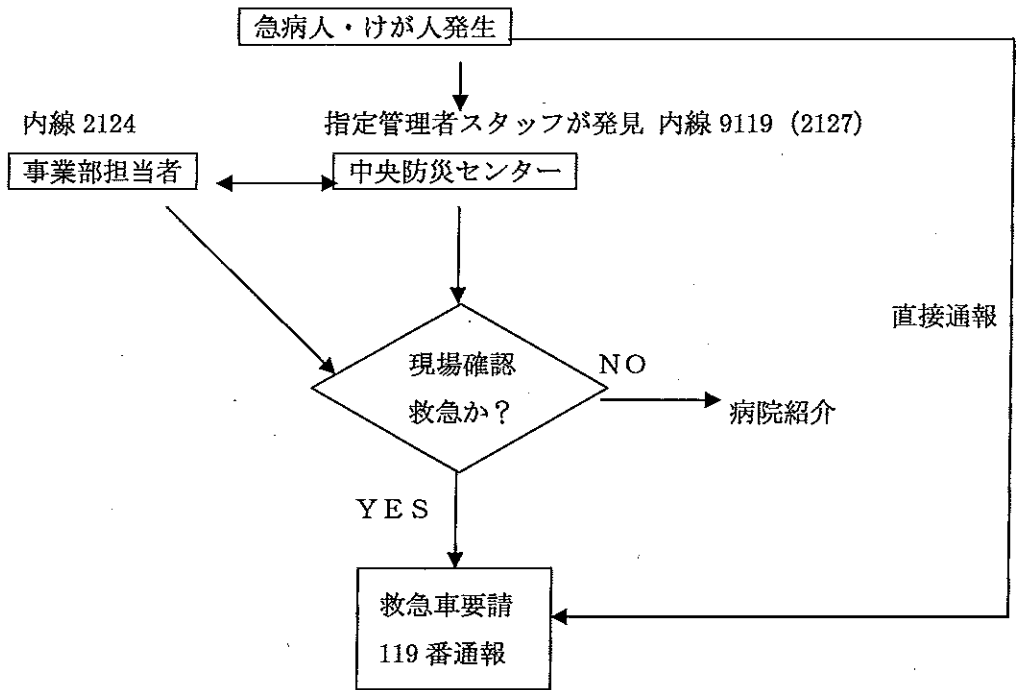 急病人・けが人発生
内線 2124
指定管理者スタッフが発見 内線 9119 (2127)
事業部担当者
中央防災センター
直接通報
現場確認
救急か？
NO
病院紹介
YES
救急車要請
119 番通報